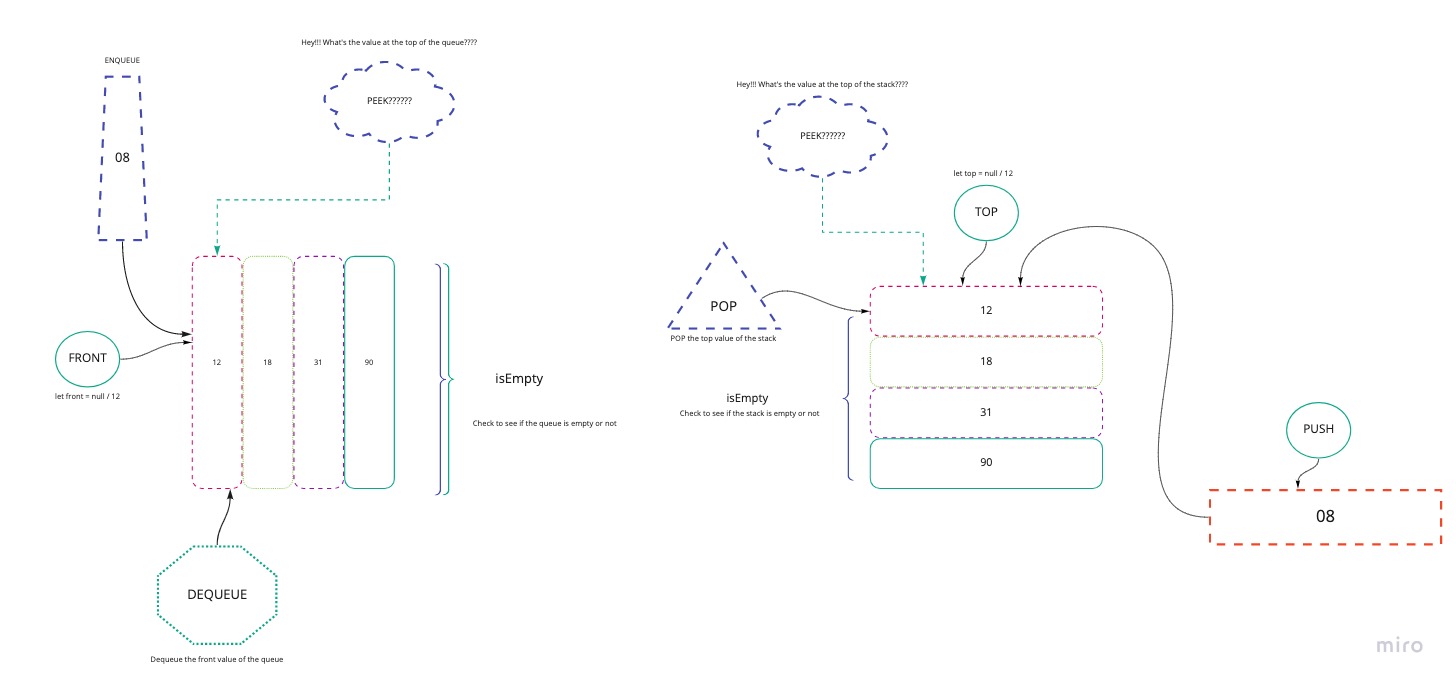 Hey!!! What's the value at the top of the queue????
ENQUEUE
PEEK??????
08
FRONT
let front = null / 12
12
18
31
90
isEmpty
Check to see if the queue is empty or not
DEQUEUE
Dequeue the front value of the queue
Hey!!! What's the value at the top of the stack????
PEEK??????
let top = null / 12
TOP
POP
POP the top value of the stack
12
18
31
90
isEmpty
Check to see if the stack is empty or not
PUSH
08
miro